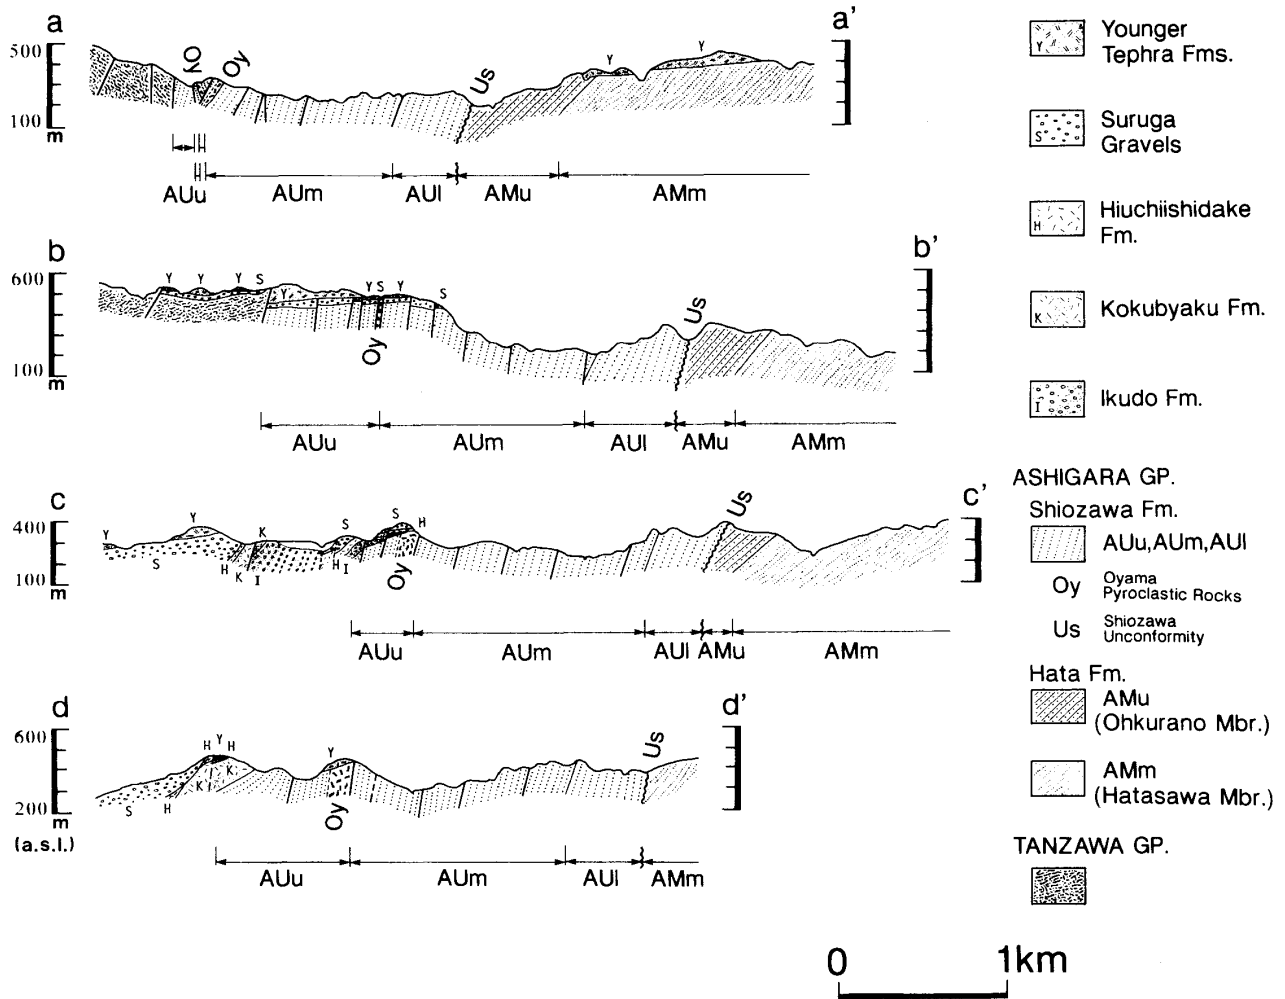 a
a'
500
100
m
Oy
Oy
Us
Y
Y
AUu
AUm
AUl
AMu
AMm
b
b'
600
100
m
Y
Y
Y
S
Y
Y
S
Y
S
Oy
Us
AUu
AUm
AUl
AMu
AMm
c
c'
400
100
m
Y
Y
K
S
S
H
S
H
K
I
H
I
Oy
Us
AUu
AUm
AUl
AMu
AMm
d
d'
600
200
m
(a.s.l.)
H
Y
H
K
K
S
H
Y
Oy
Us
AUu
AUm
AUl
AMm
Y
Younger
Tephra Fms.
S
Suruga
Gravels
H
Hiuchiishidake
Fm.
K
Kokubyaku Fm.
I
Ikudo Fm.
ASHIGARA GP.
Shiozawa Fm.
AUu,AUm,AUl
Oy
Oyama
Pyroclastic Rocks
Us
Shiozawa
Unconformity
Hata Fm.
AMu
(Ohkurano Mbr.)
AMm
(Hatasawa Mbr.)
TANZAWA GP.
0
1km